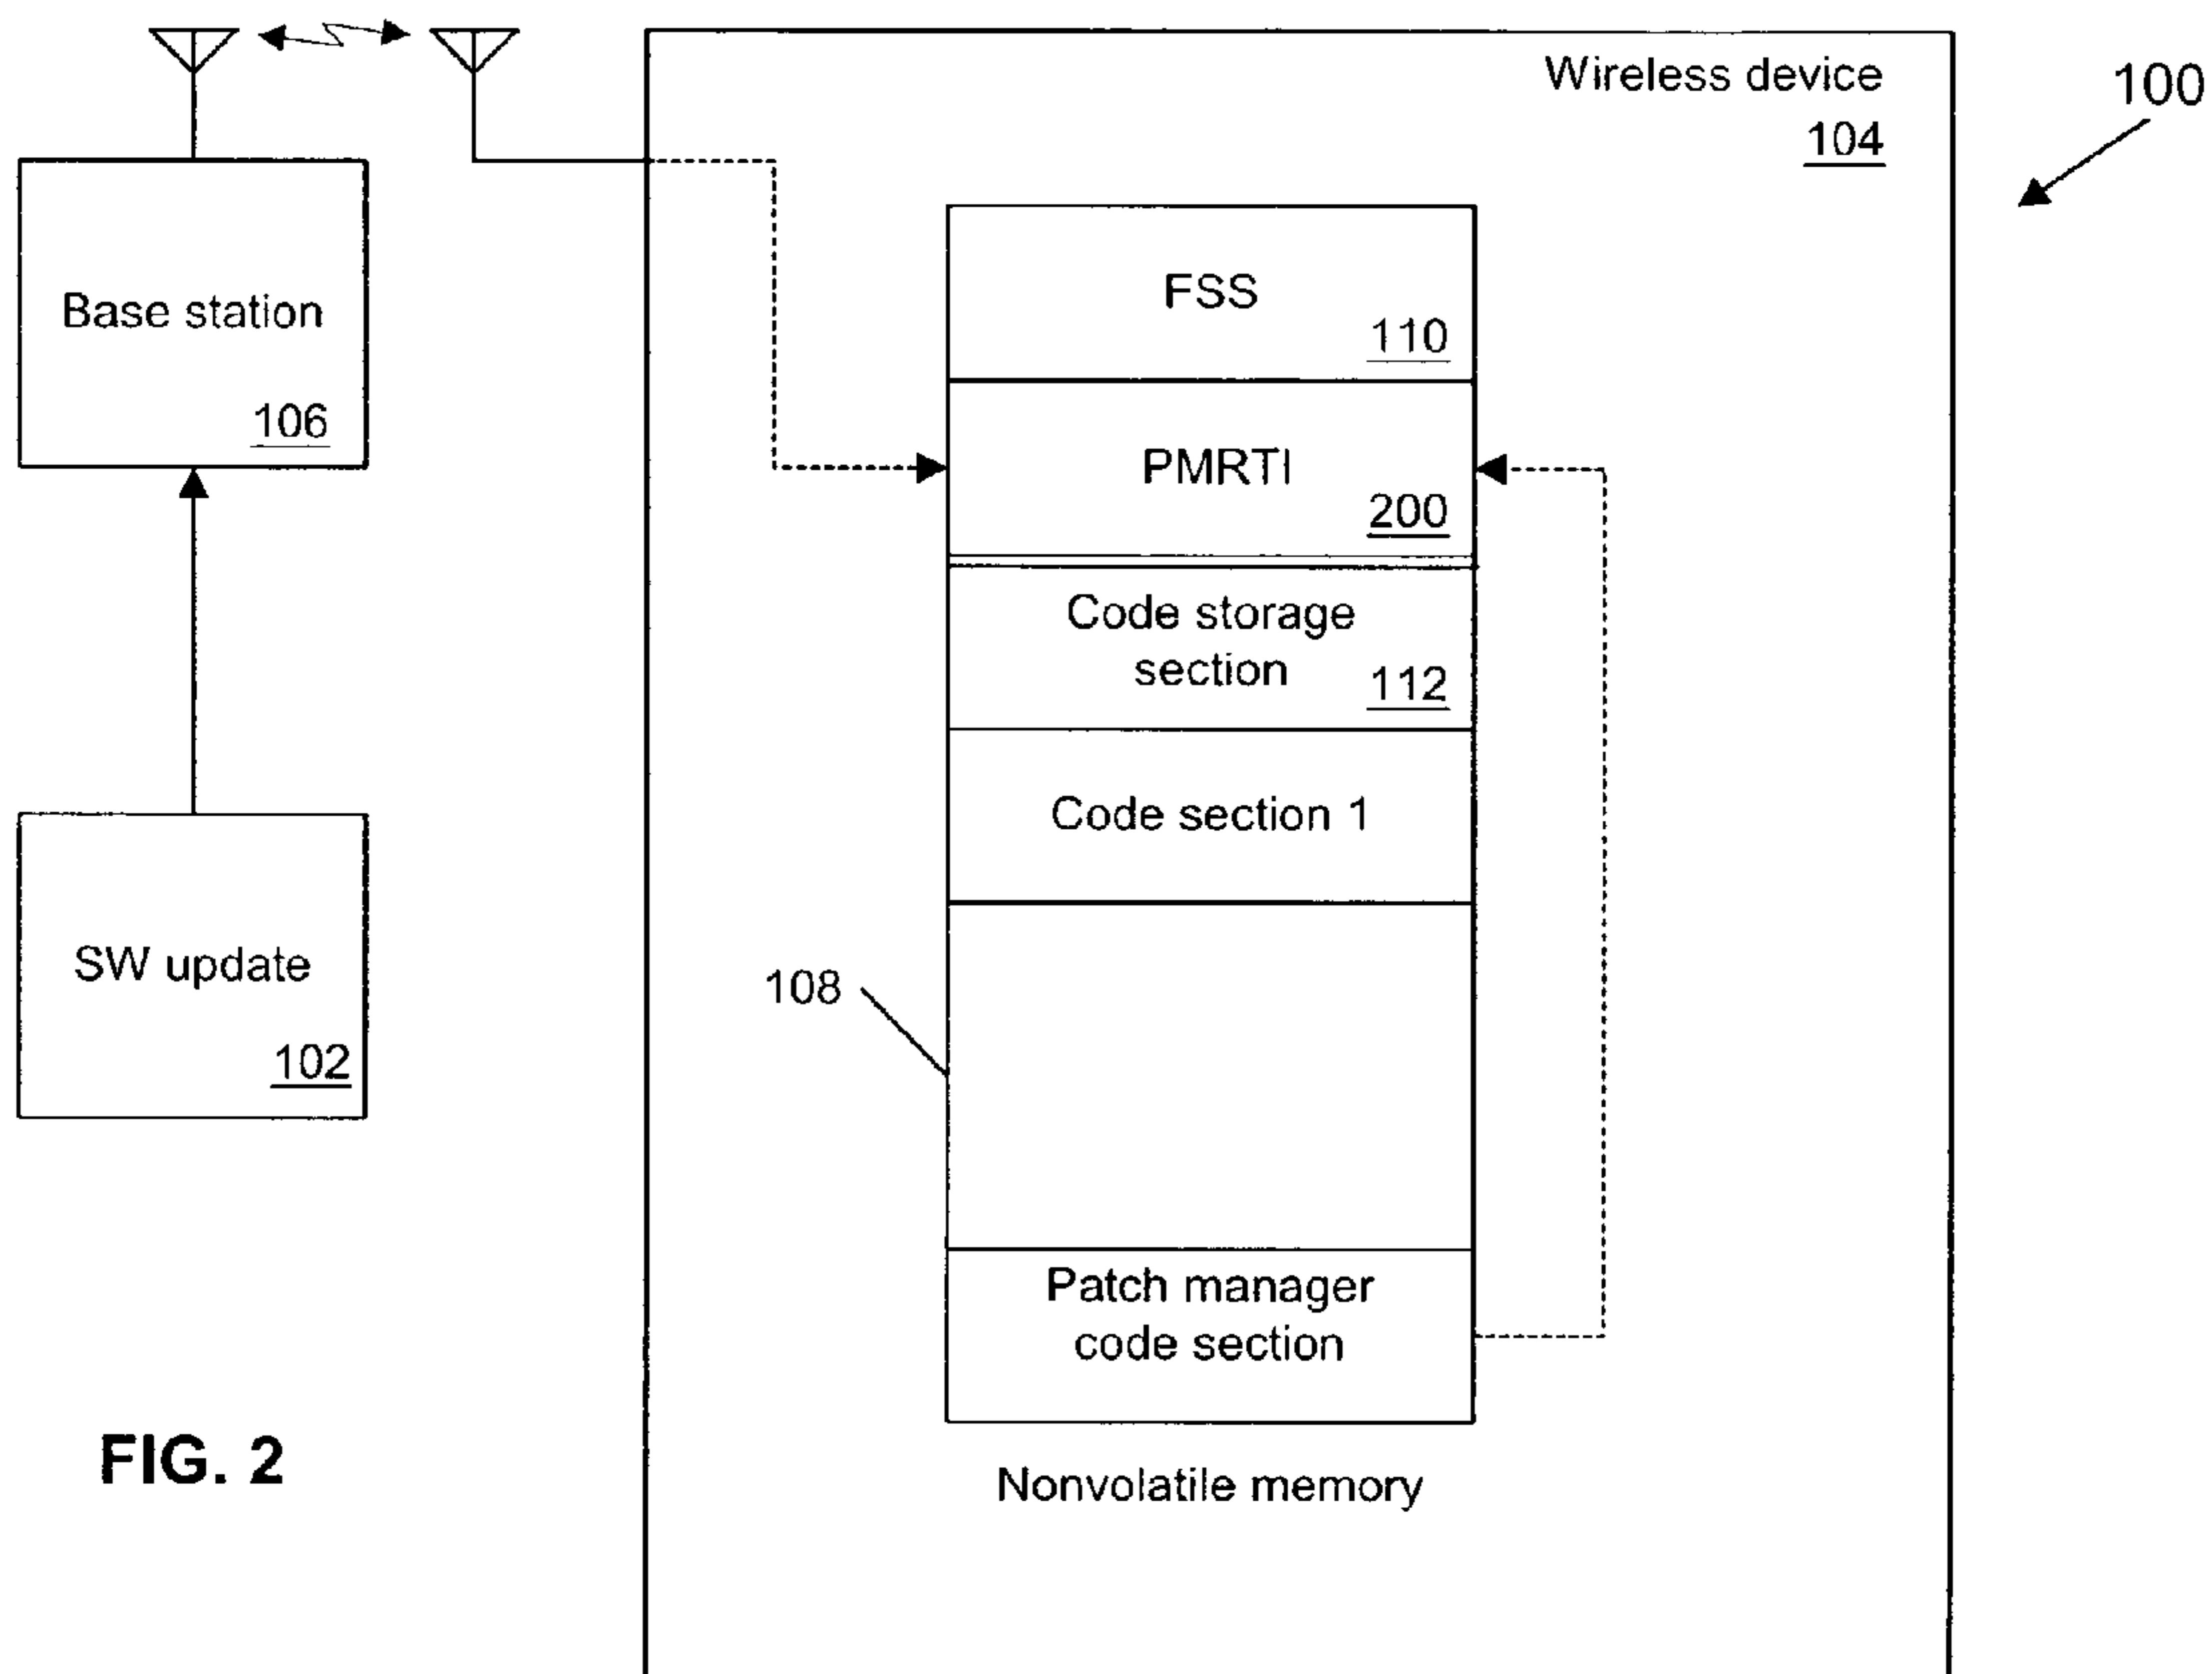 Wireless device
104
100
Base station
106
FSS
110
PMRTI
200
Code storage
section
112
Code section 1
SW update
102
108
Patch manager
code section
FIG. 2
Nonvolatile memory